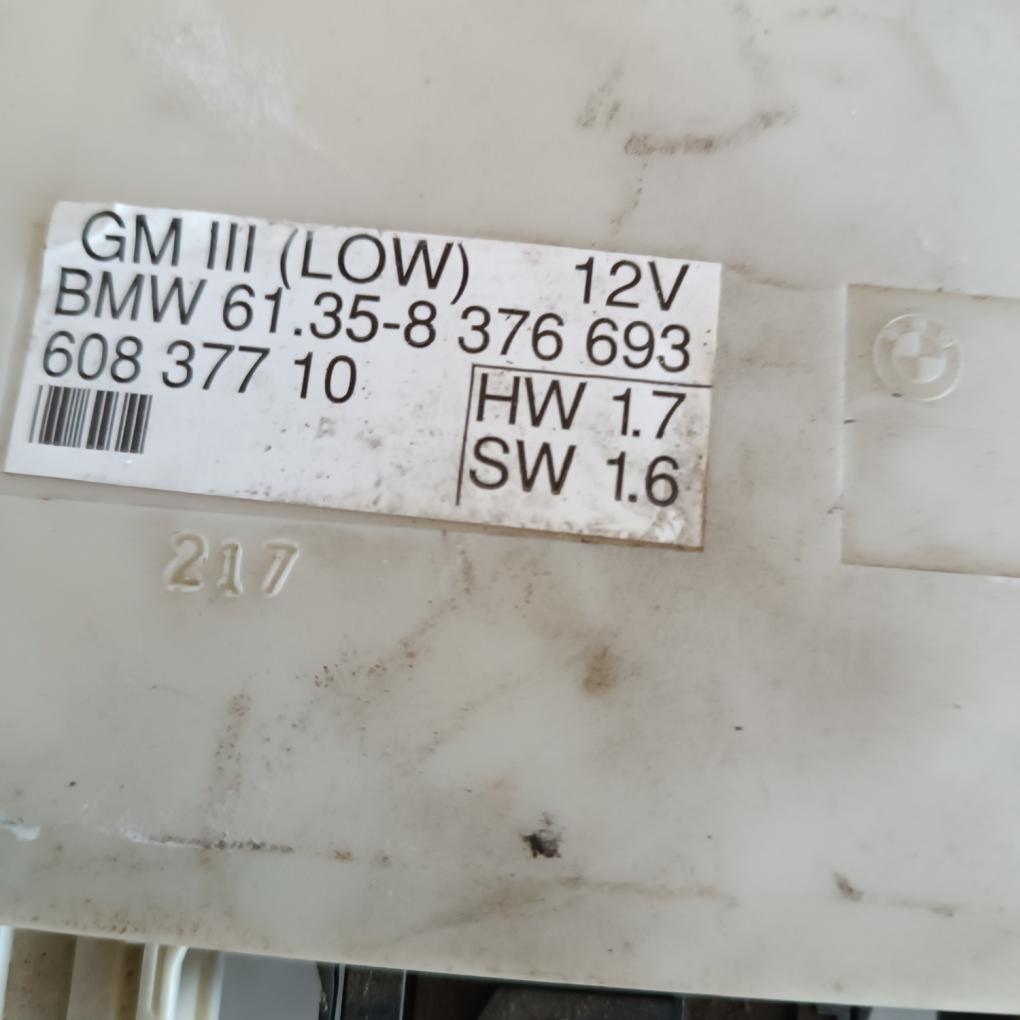 GM III (LOW) 12V
BMW 61.35-8 376 693
608 377 10
HW 1.7
SW 1.6
217